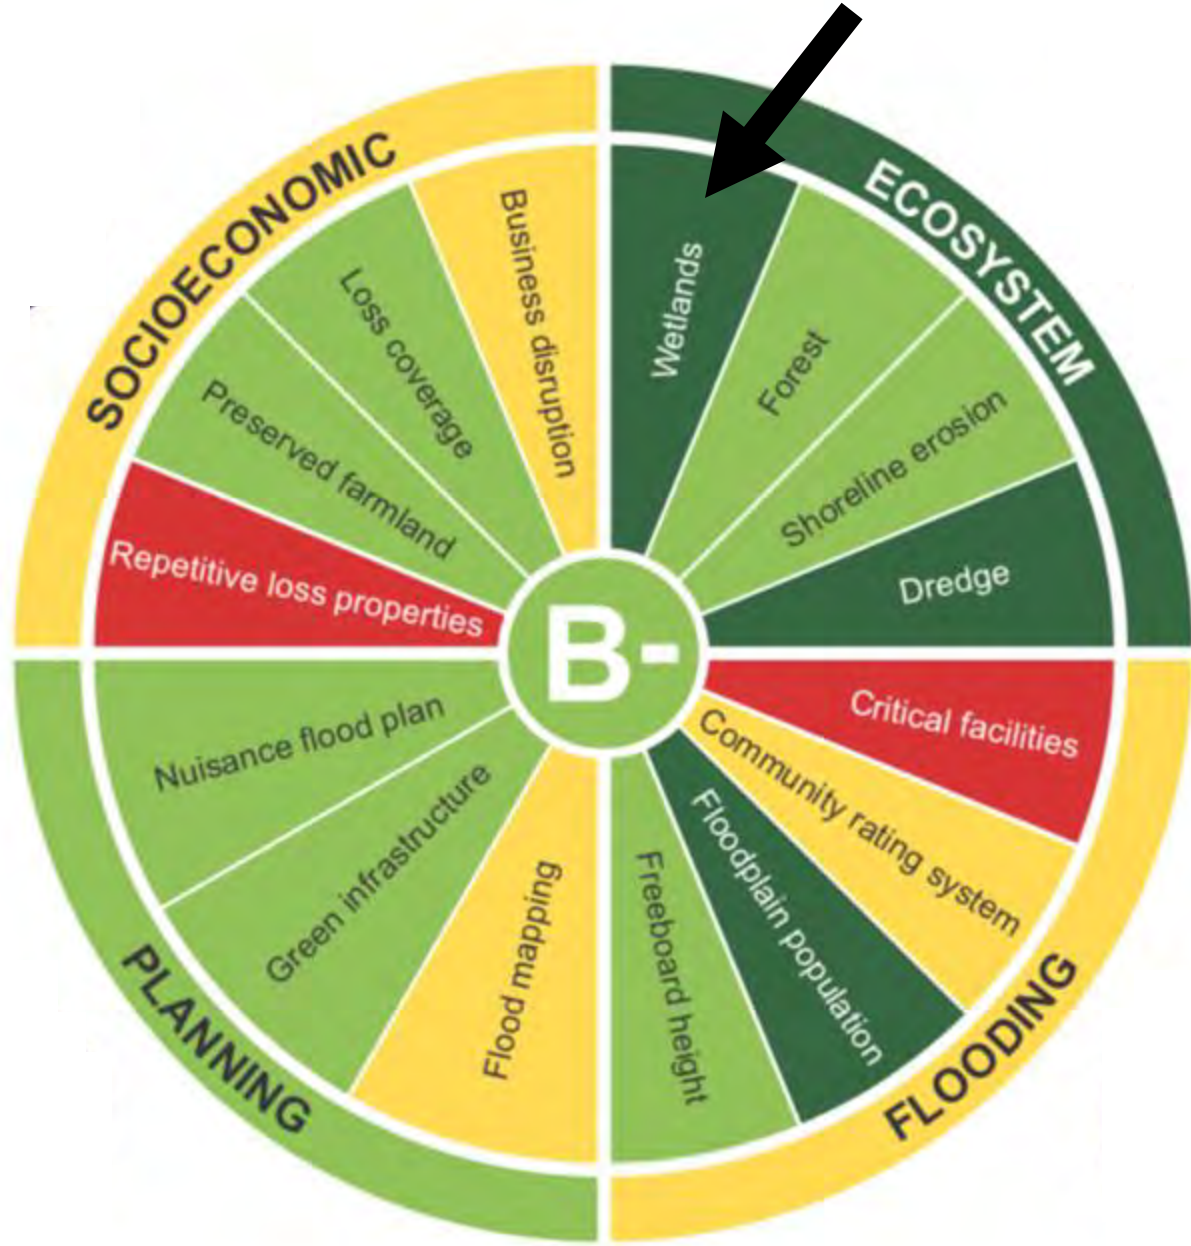 SOCIOECONOMIC
ECOSYSTEM
Business disruption
Loss coverage
Preserved farmland
Repetitive loss properties
Wetlands
Forest
Shoreline erosion
Dredge
B-
Nuisance flood plan
Green infrastructure
Flood mapping
Critical facilities
Community rating system
Floodplain population
Freeboard height
PLANNING
FLOODING